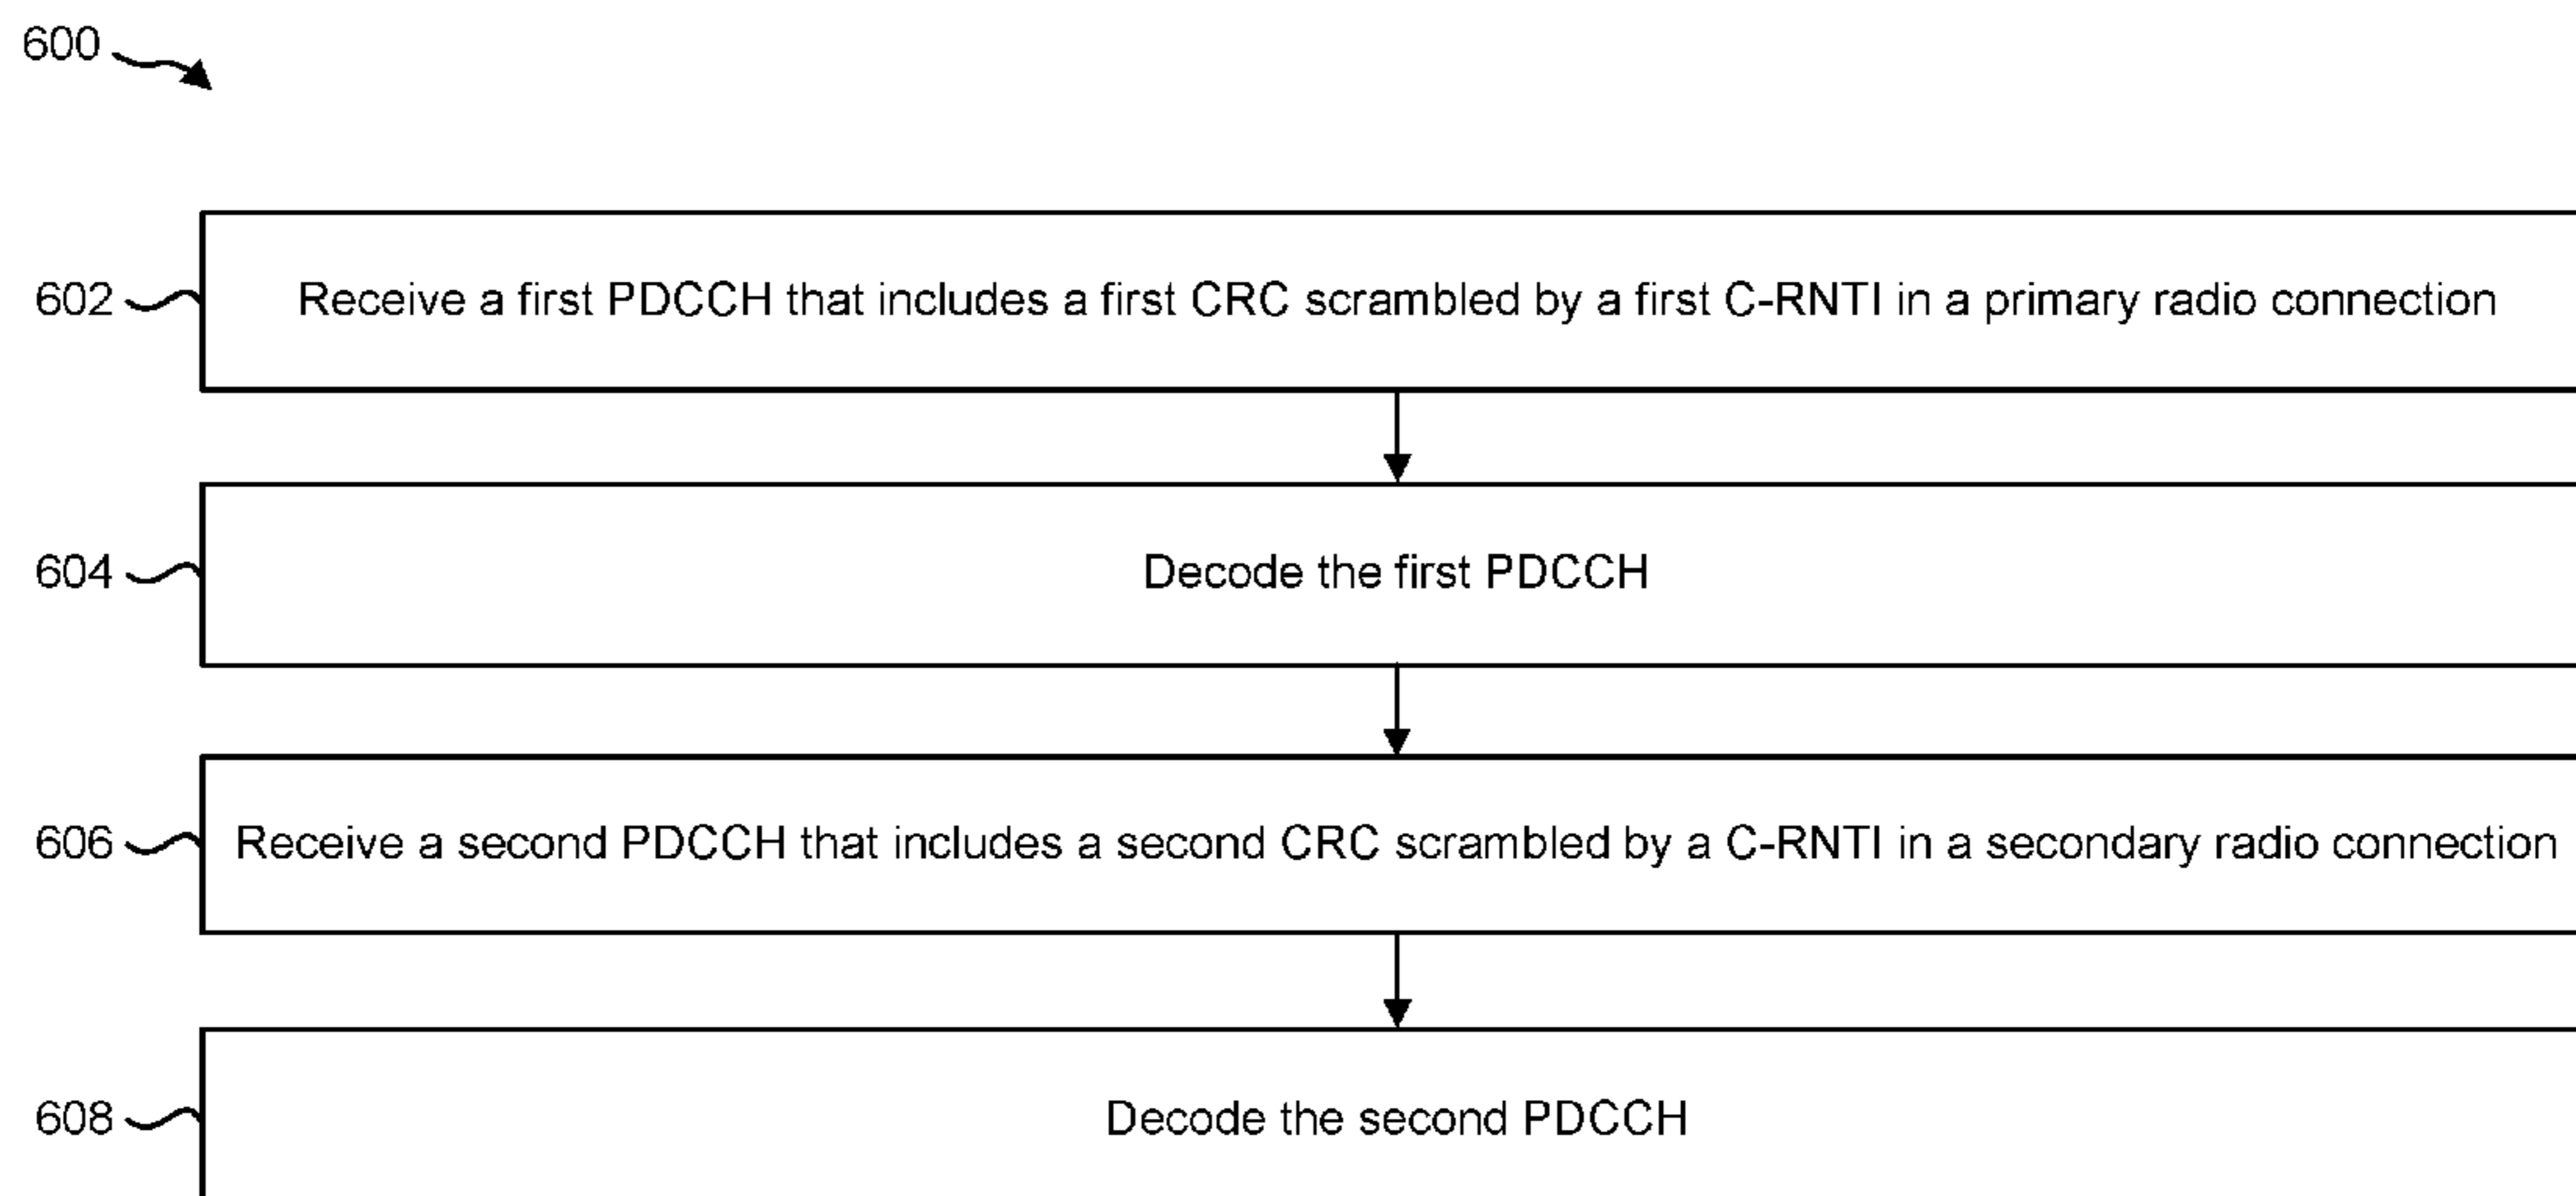 600
602 Receive a first PDCCH that includes a first CRC scrambled by a first C-RNTI in a primary radio connection
604 Decode the first PDCCH
606 Receive a second PDCCH that includes a second CRC scrambled by a C-RNTI in a secondary radio connection
608 Decode the second PDCCH